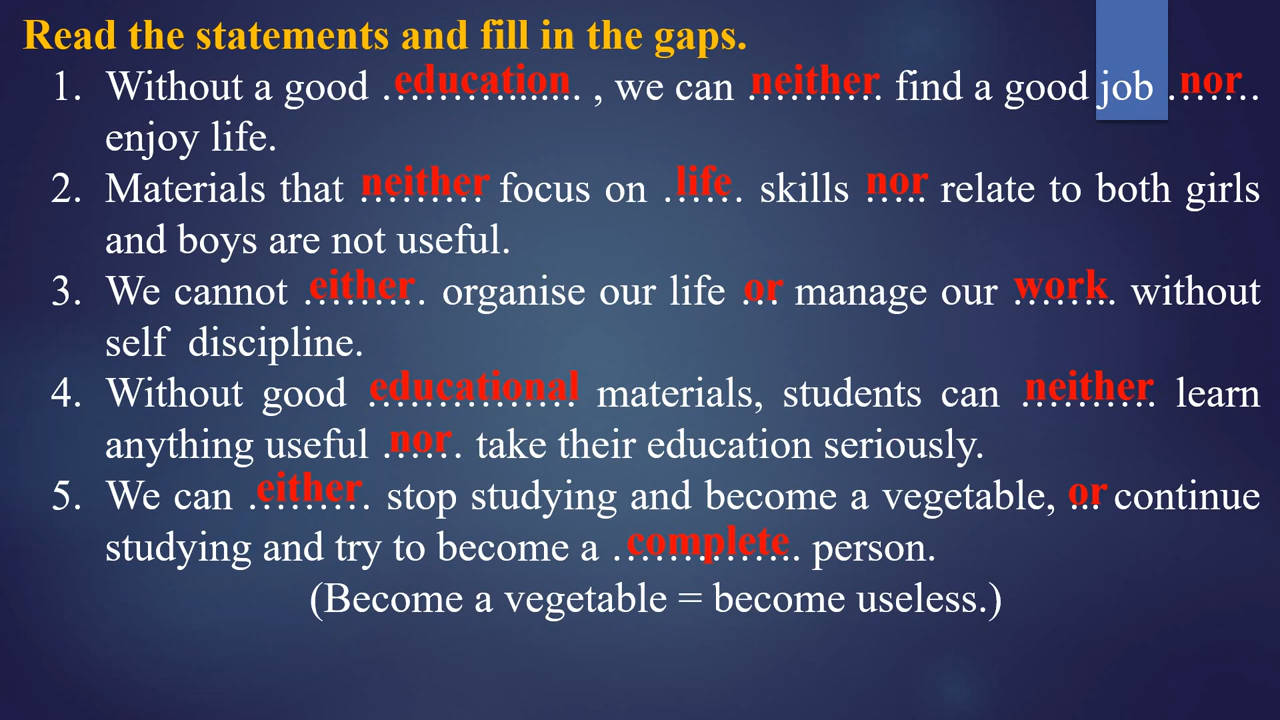 Read the statements and fill in the gaps.
1. Without a good education , we can neither find a good job nor
enjoy life.
2. Materials that neither focus on life skills nor relate to both girls
and boys are not useful.
3. We cannot either organise our life or manage our work without
self discipline.
4. Without good educational materials, students can neither learn
anything useful nor take their education seriously.
5. We can either stop studying and become a vegetable, or continue
studying and try to become a complete person.
(Become a vegetable = become useless.)